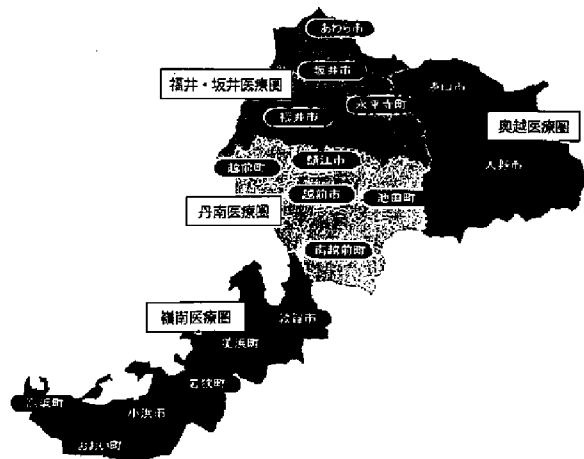 あわら市
坂井市
福井・坂井医療圏
永平寺町
勝山市
福井市
奥越医療圏
大野市
鯖江市
越前町
越前市
池田町
丹南医療圏
南越前町
嶺南医療圏
敦賀市
美浜町
若狭町
高浜町
小浜市
おおい町